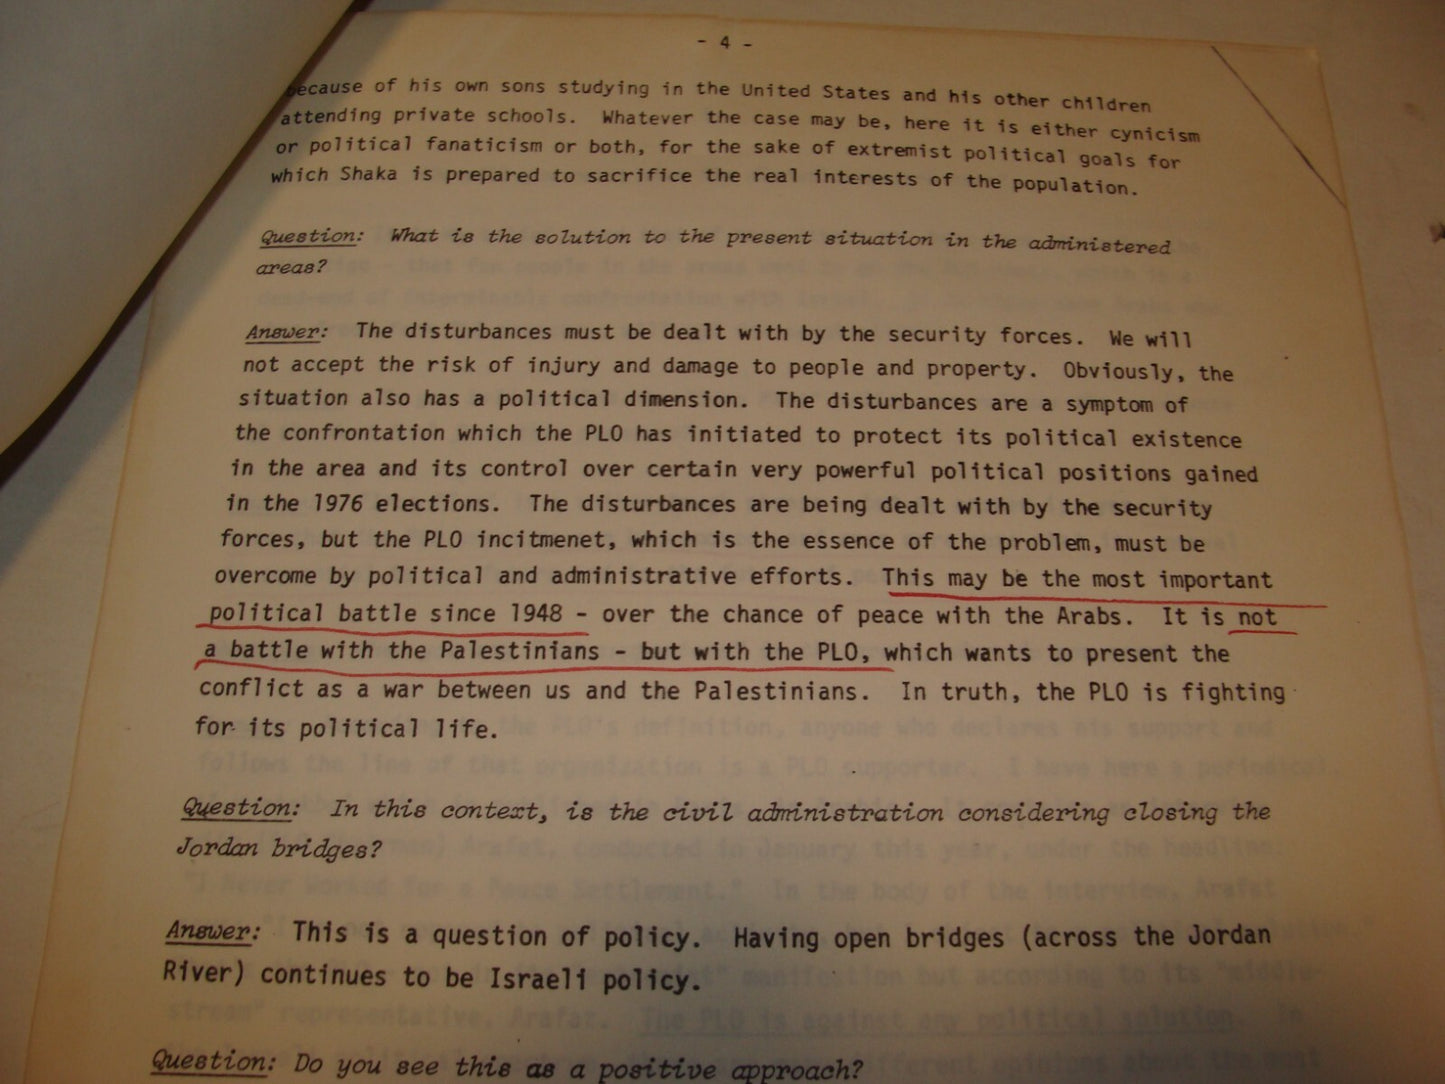 - 4 -
because of his own sons studying in the United States and his other children
attending private schools. Whatever the case may be, here it is either cynicism
or political fanaticism or both, for the sake of extremist political goals for
which Shaka is prepared to sacrifice the real interests of the population.
Question: What is the solution to the present situation in the administered
areas?
Answer: The disturbances must be dealt with by the security forces. We will
not accept the risk of injury and damage to people and property. Obviously, the
situation also has a political dimension. The disturbances are a symptom of
the confrontation which the PLO has initiated to protect its political existence
in the area and its control over certain very powerful political positions gained
in the 1976 elections. The disturbances are being dealt with by the security
forces, but the PLO incitmenet, which is the essence of the problem, must be
overcome by political and administrative efforts. This may be the most important
political battle since 1948 - over the chance of peace with the Arabs. It is not
a battle with the Palestinians - but with the PLO, which wants to present the
conflict as a war between us and the Palestinians. In truth, the PLO is fighting
for its political life.
Question: In this context, is the civil administration considering closing the
Jordan bridges?
Answer: This is a question of policy. Having open bridges (across the Jordan
River) continues to be Israeli policy.
Question: Do you see this as a positive approach?